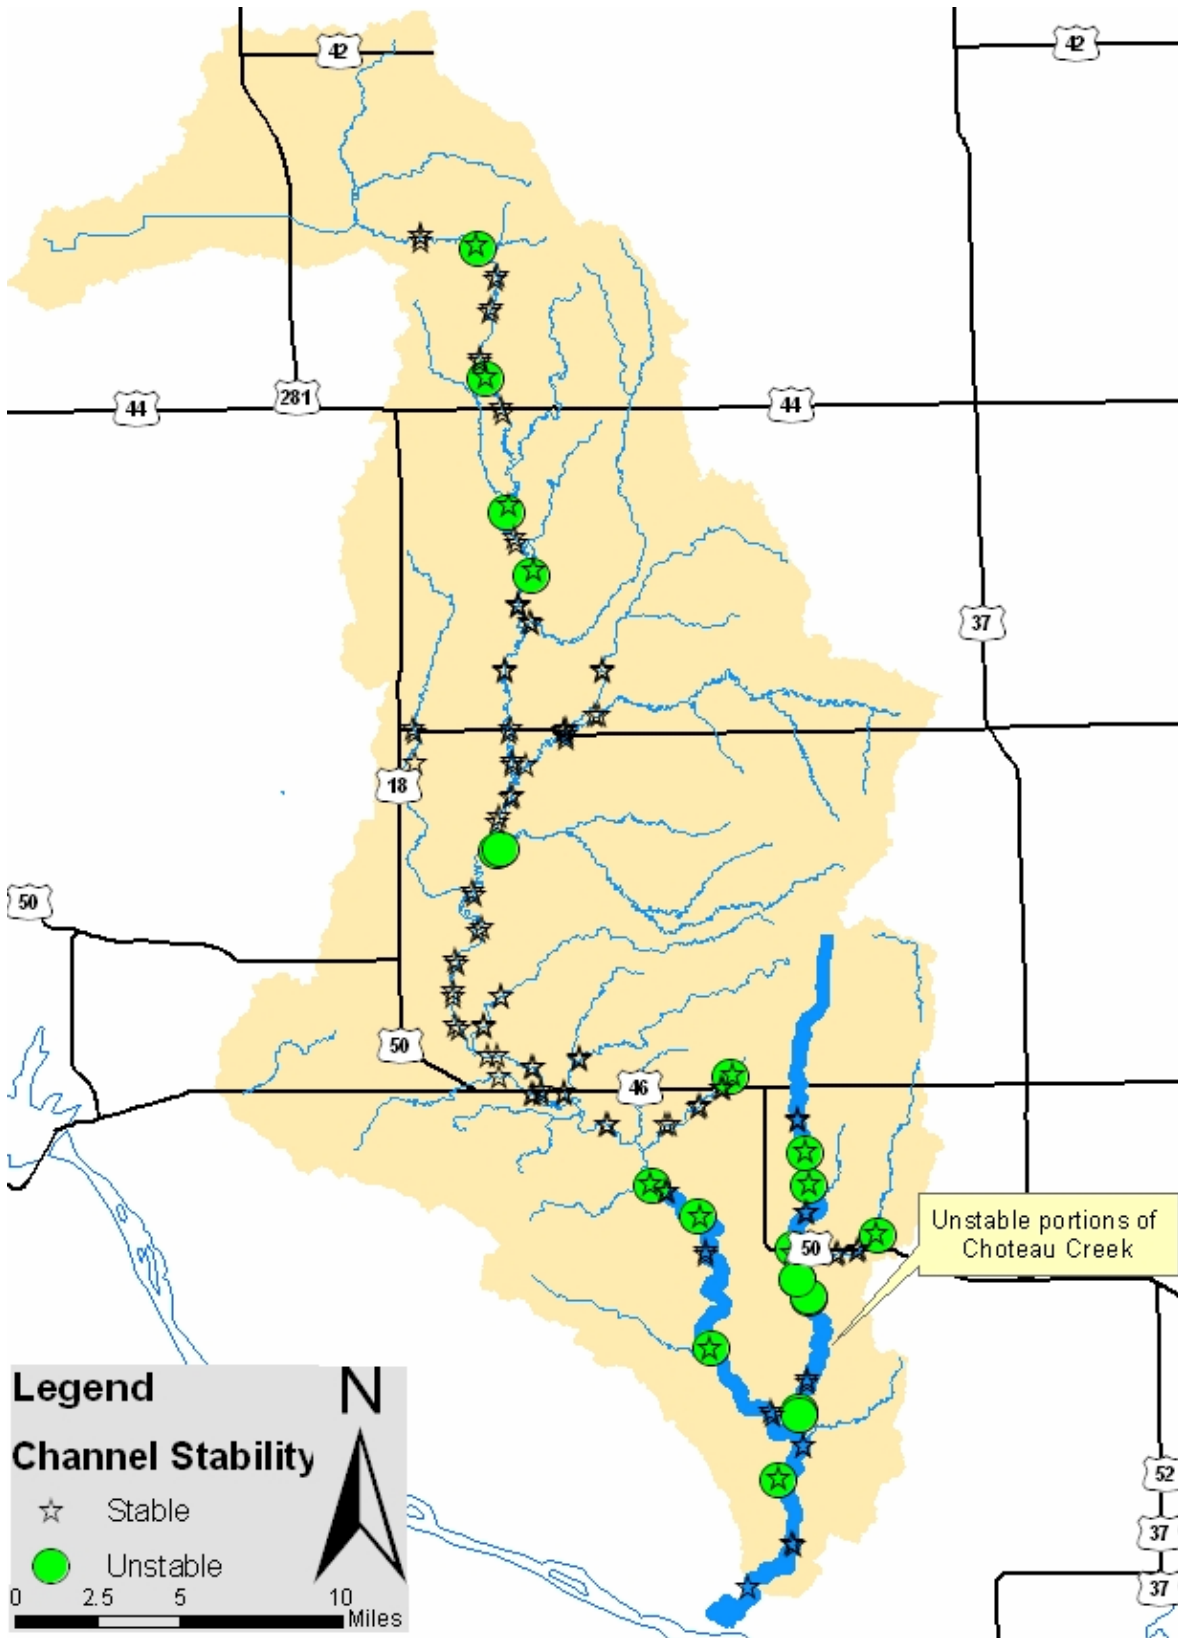 42
42
281
44
44
37
18
50
50
46
50
Unstable portions of
Choteau Creek
Legend
N
Channel Stability
Stable
Unstable
0 2.5 5 10
Miles
52
37
37